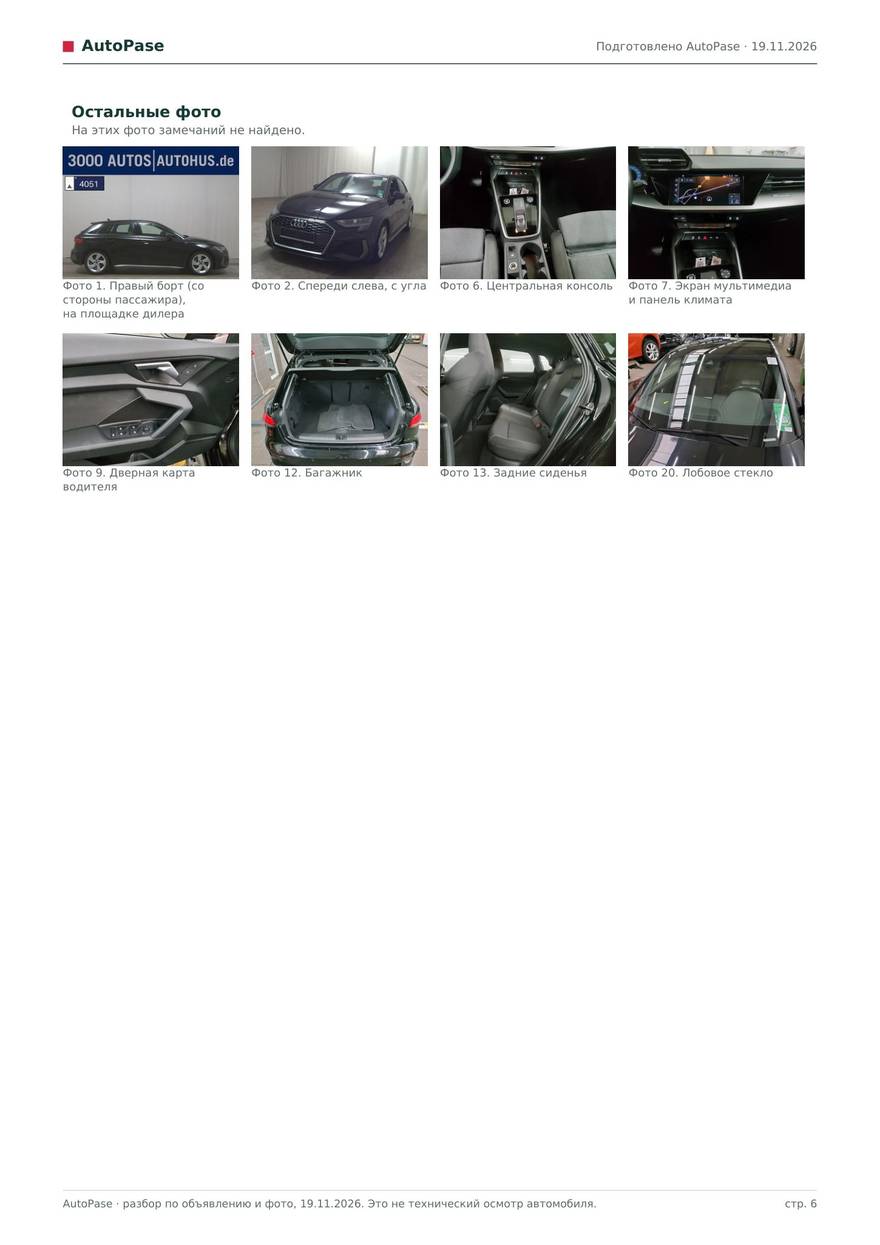 AutoPase
Подготовлено AutoPase · 19.11.2026
Остальные фото
На этих фото замечаний не найдено.
3000 AUTOS AUTOHUS.de
4051
Фото 1. Правый борт (со
стороны пассажира),
на площадке дилера
Фото 2. Спереди слева, с угла
Фото 6. Центральная консоль
Фото 7. Экран мультимедиа
и панель климата
Фото 9. Дверная карта
водителя
Фото 12. Багажник
Фото 13. Задние сиденья
Фото 20. Лобовое стекло
AutoPase · разбор по объявлению и фото, 19.11.2026. Это не технический осмотр автомобиля.
стр. 6